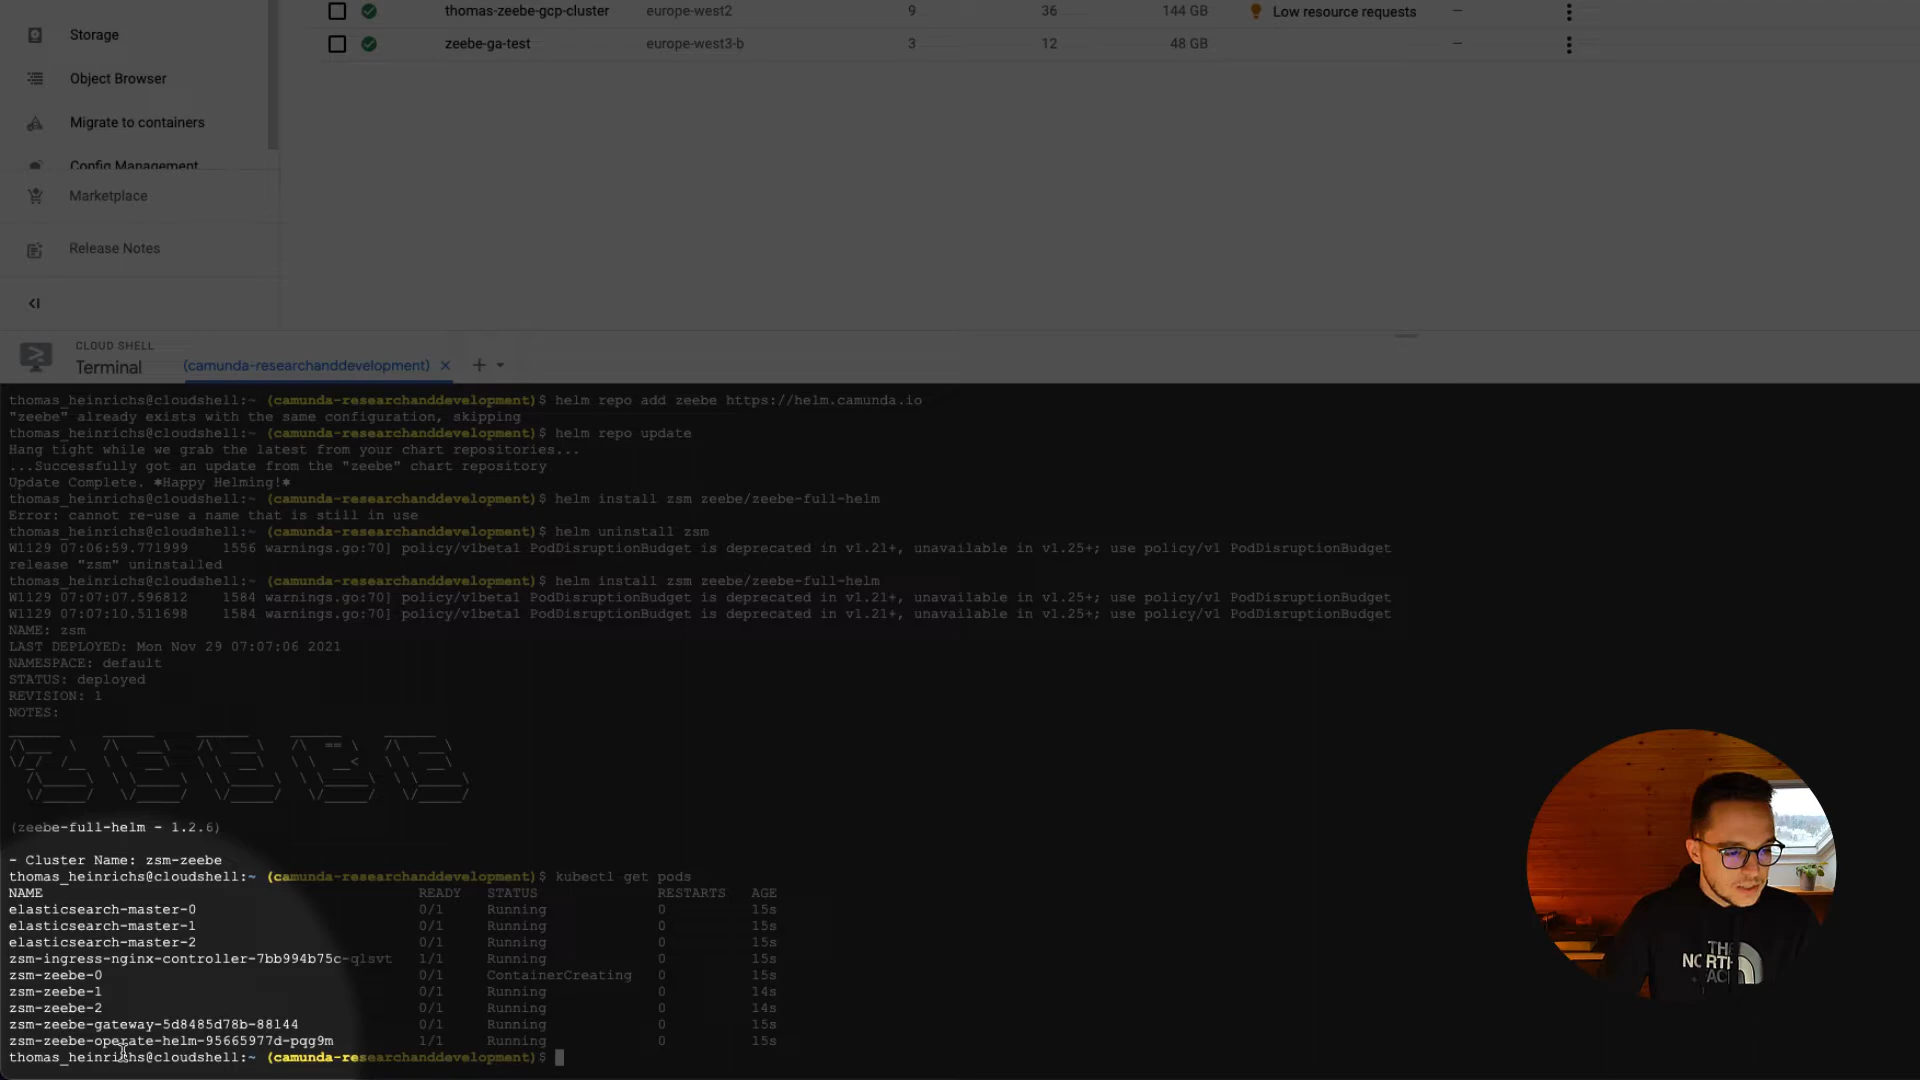 Storage
Object Browser
Migrate to containers
Config Management
Marketplace
Release Notes
thomas-zeebe-gcp-cluster europe-west2 9 36 144 GB Low resource requests —
zeebe-ga-test europe-west3-b 3 12 48 GB —
CLOUD SHELL
Terminal (camunda-researchanddevelopment) × +
thomas_heinrichs@cloudshell:~ (camunda-researchanddevelopment)$ helm repo add zeebe https://helm.camunda.io
"zeebe" already exists with the same configuration, skipping
thomas_heinrichs@cloudshell:~ (camunda-researchanddevelopment)$ helm repo update
Hang tight while we grab the latest from your chart repositories...
...Successfully got an update from the "zeebe" chart repository
Update Complete. *Happy Helming!*
thomas_heinrichs@cloudshell:~ (camunda-researchanddevelopment)$ helm install zsm zeebe/zeebe-full-helm
Error: cannot re-use a name that is still in use
thomas_heinrichs@cloudshell:~ (camunda-researchanddevelopment)$ helm uninstall zsm
W1129 07:06:59.771999 1556 warnings.go:70] policy/v1beta1 PodDisruptionBudget is deprecated in v1.21+, unavailable in v1.25+; use policy/v1 PodDisruptionBudget
release "zsm" uninstalled
thomas_heinrichs@cloudshell:~ (camunda-researchanddevelopment)$ helm install zsm zeebe/zeebe-full-helm
W1129 07:07:07.596812 1584 warnings.go:70] policy/v1beta1 PodDisruptionBudget is deprecated in v1.21+, unavailable in v1.25+; use policy/v1 PodDisruptionBudget
W1129 07:07:10.511698 1584 warnings.go:70] policy/v1beta1 PodDisruptionBudget is deprecated in v1.21+, unavailable in v1.25+; use policy/v1 PodDisruptionBudget
NAME: zsm
LAST DEPLOYED: Mon Nov 29 07:07:06 2021
NAMESPACE: default
STATUS: deployed
REVISION: 1
NOTES:
ZEEBE
(zeebe-full-helm - 1.2.6)
- Cluster Name: zsm-zeebe
thomas_heinrichs@cloudshell:~ (camunda-researchanddevelopment)$ kubectl get pods
NAME READY STATUS RESTARTS AGE
elasticsearch-master-0 0/1 Running 0 15s
elasticsearch-master-1 0/1 Running 0 15s
elasticsearch-master-2 0/1 Running 0 15s
zsm-ingress-nginx-controller-7bb994b75c-qlsvt 1/1 Running 0 15s
zsm-zeebe-0 0/1 ContainerCreating 0 15s
zsm-zeebe-1 0/1 Running 0 14s
zsm-zeebe-2 0/1 Running 0 14s
zsm-zeebe-gateway-5d8485d78b-88l44 0/1 Running 0 15s
zsm-zeebe-operate-helm-95665977d-pqg9m 1/1 Running 0 15s
thomas_heinrichs@cloudshell:~ (camunda-researchanddevelopment)$
THE
NORTH
FACE